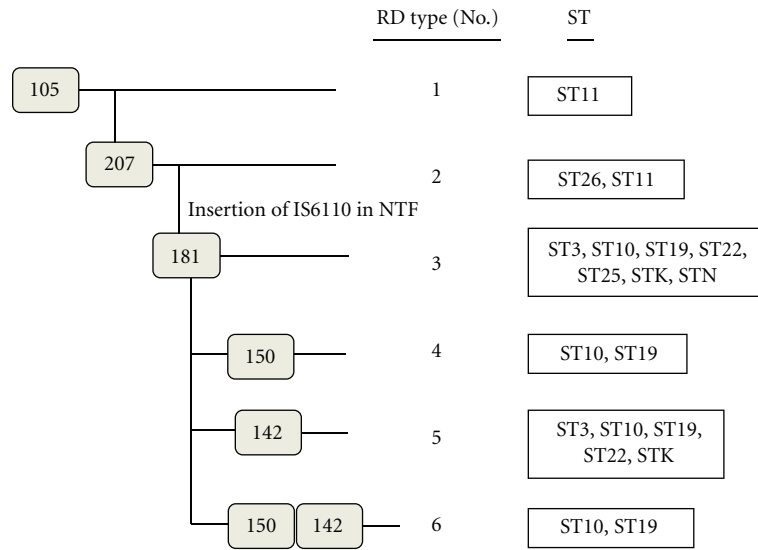 RD type (No.) ST
105 1 ST11
207 2 ST26, ST11
Insertion of IS6110 in NTF
181 3 ST3, ST10, ST19, ST22,
ST25, STK, STN
150 4 ST10, ST19
142 5 ST3, ST10, ST19,
ST22, STK
150 142 6 ST10, ST19